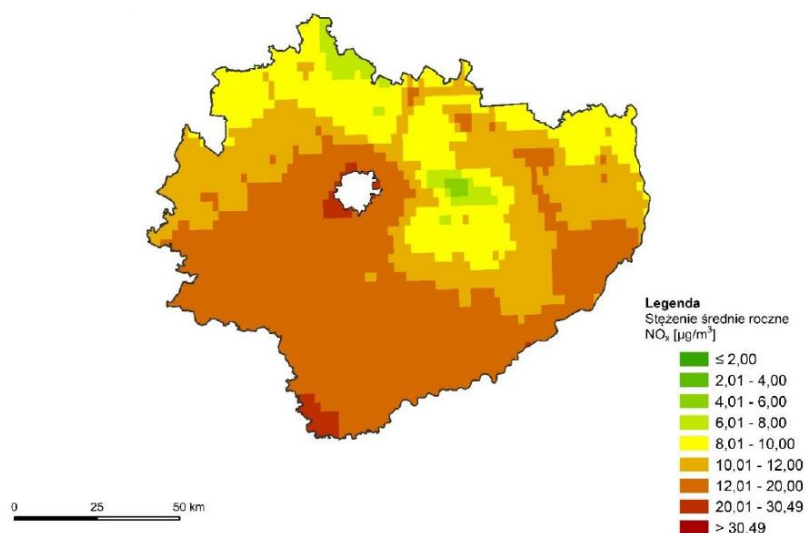 Legenda
Stężenie średnie roczne
NOₓ [µg/m³]
≤ 2,00
2,01 - 4,00
4,01 - 6,00
6,01 - 8,00
8,01 - 10,00
10,01 - 12,00
12,01 - 20,00
20,01 - 30,49
> 30,49
0 25 50 km